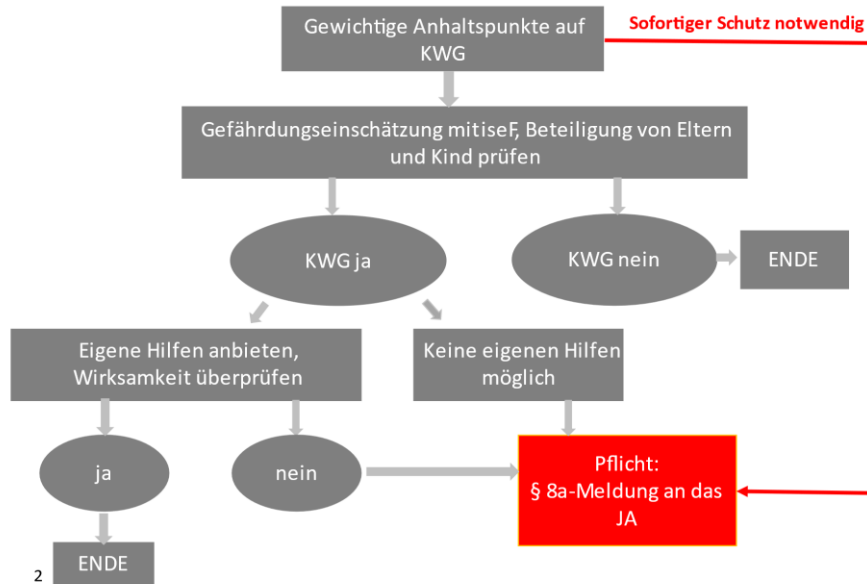 Gewichtige Anhaltspunkte auf
KWG
Sofortiger Schutz notwendig
Gefährdungseinschätzung mitiseF, Beteiligung von Eltern
und Kind prüfen
KWG ja
KWG nein
ENDE
Eigene Hilfen anbieten,
Wirksamkeit überprüfen
Keine eigenen Hilfen
möglich
ja
nein
Pflicht:
§ 8a-Meldung an das
JA
ENDE
2